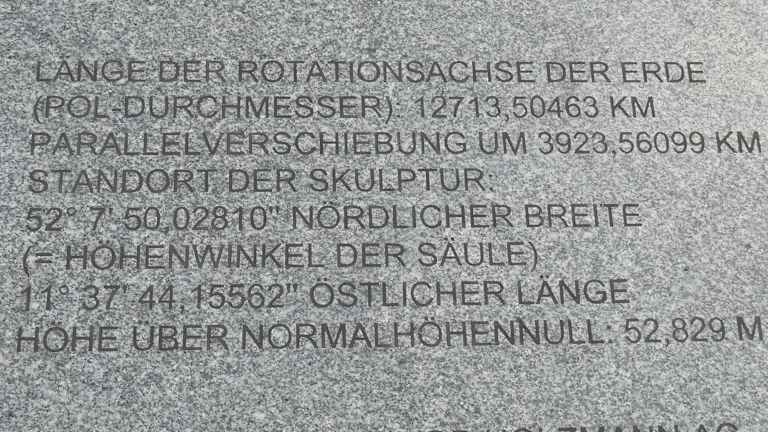 LÄNGE DER ROTATIONSACHSE DER ERDE
(POL-DURCHMESSER): 12713,50463 KM
PARALLELVERSCHIEBUNG UM 3923,56099 KM
STANDORT DER SKULPTUR:
52° 7' 50,02810" NÖRDLICHER BREITE
(= HÖHENWINKEL DER SÄULE)
11° 37' 44,15562" ÖSTLICHER LÄNGE
HÖHE ÜBER NORMALHÖHENNULL: 52,829 M
AG